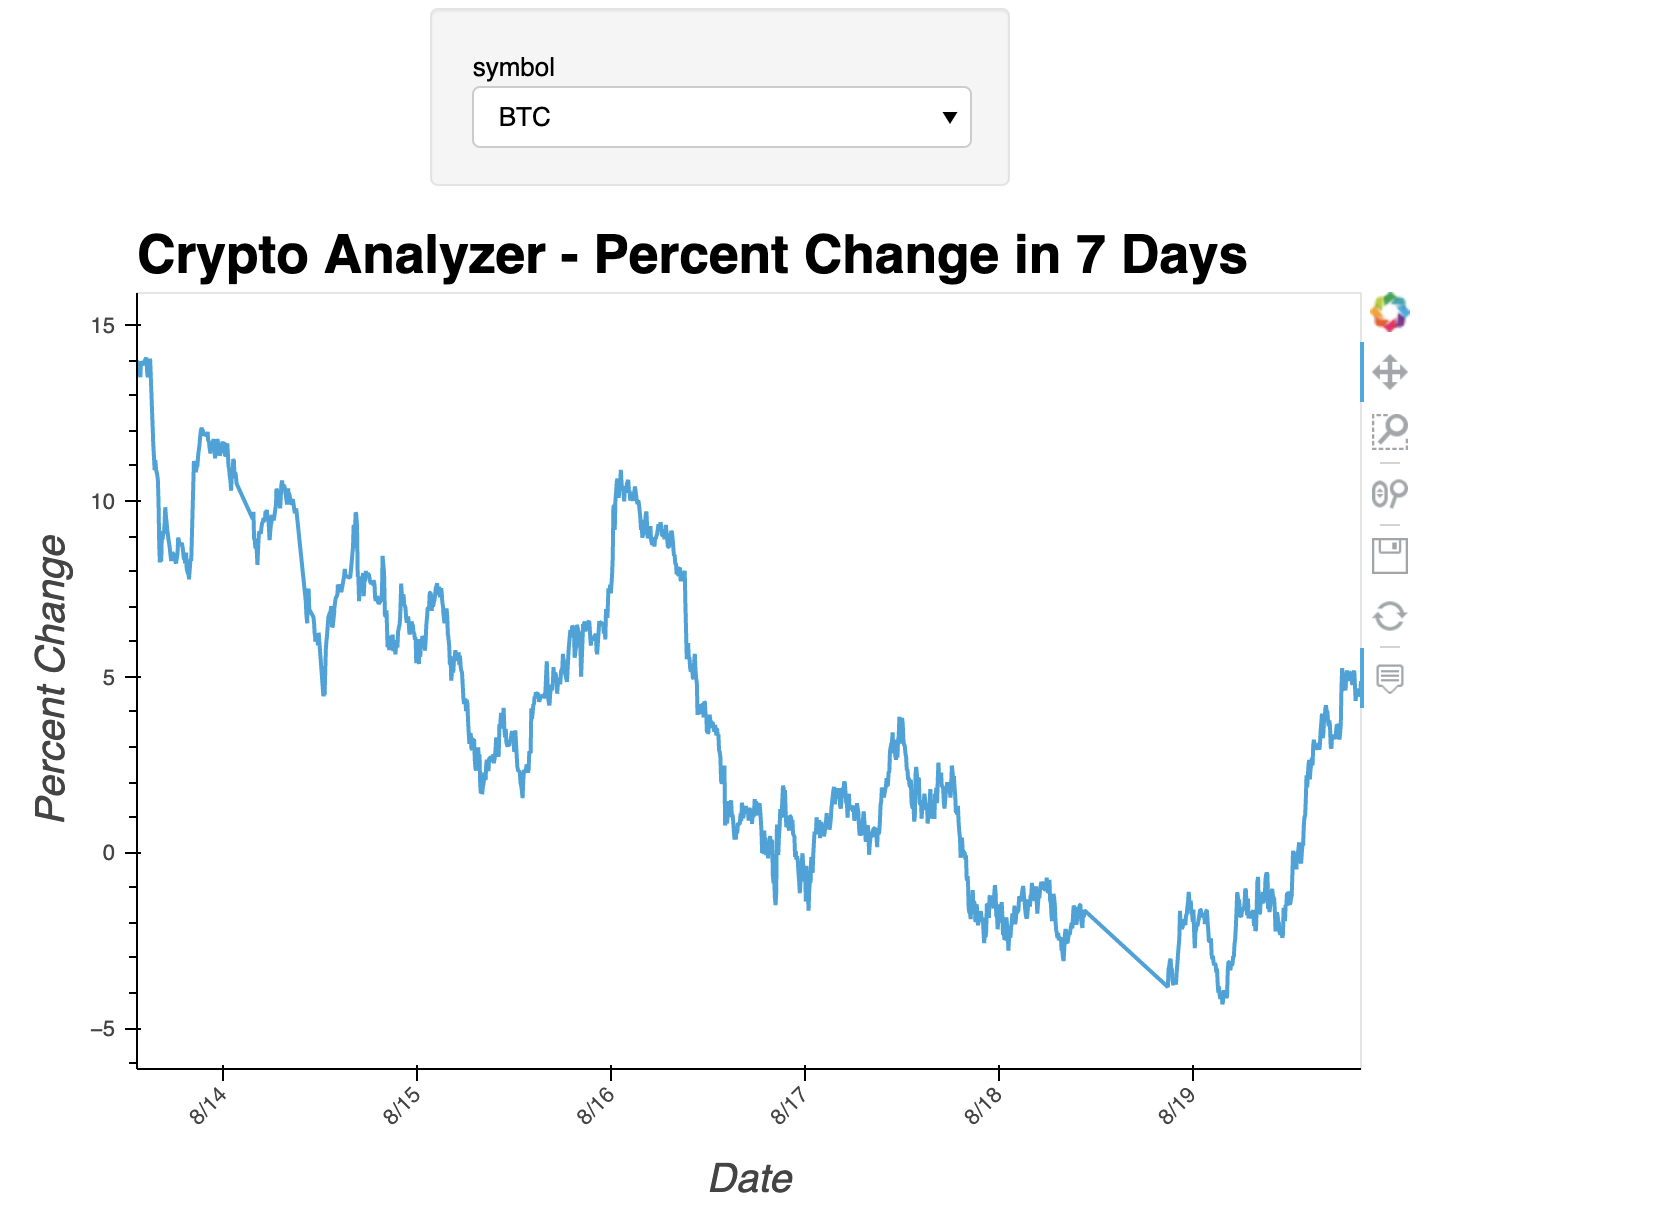 symbol
BTC
Crypto Analyzer - Percent Change in 7 Days
15
10
5
0
−5
Percent Change
8/14
8/15
8/16
8/17
8/18
8/19
Date